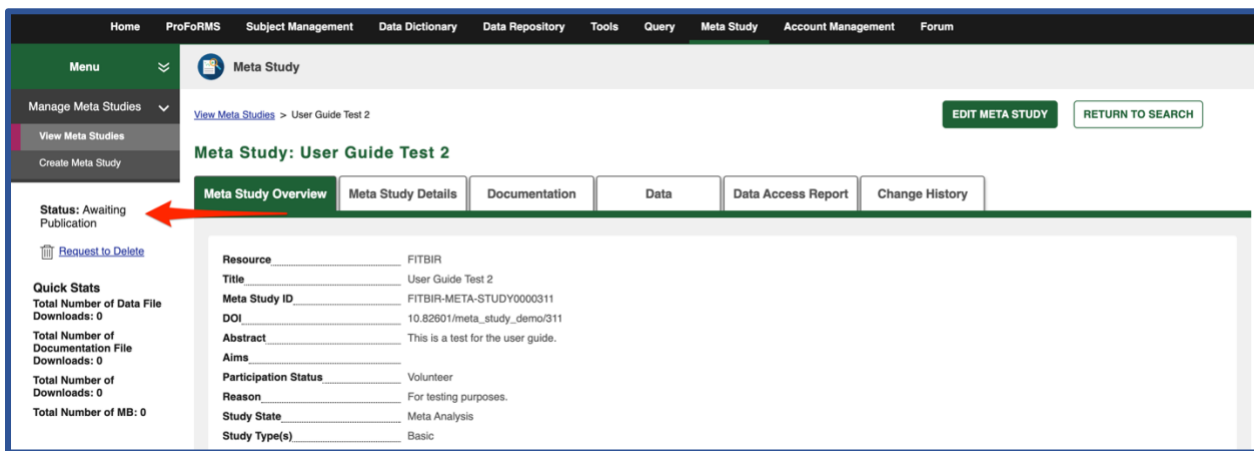 Home ProFoRMS Subject Management Data Dictionary Data Repository Tools Query Meta Study Account Management Forum
Menu
Meta Study
Manage Meta Studies
View Meta Studies
Create Meta Study
View Meta Studies > User Guide Test 2
EDIT META STUDY
RETURN TO SEARCH
Meta Study: User Guide Test 2
Meta Study Overview Meta Study Details Documentation Data Data Access Report Change History
Status: Awaiting
Publication
Request to Delete
Quick Stats
Total Number of Data File
Downloads: 0
Total Number of
Documentation File
Downloads: 0
Total Number of
Downloads: 0
Total Number of MB: 0
Resource FITBIR
Title User Guide Test 2
Meta Study ID FITBIR-META-STUDY0000311
DOI 10.82601/meta_study_demo/311
Abstract This is a test for the user guide.
Aims
Participation Status Volunteer
Reason For testing purposes.
Study State Meta Analysis
Study Type(s) Basic